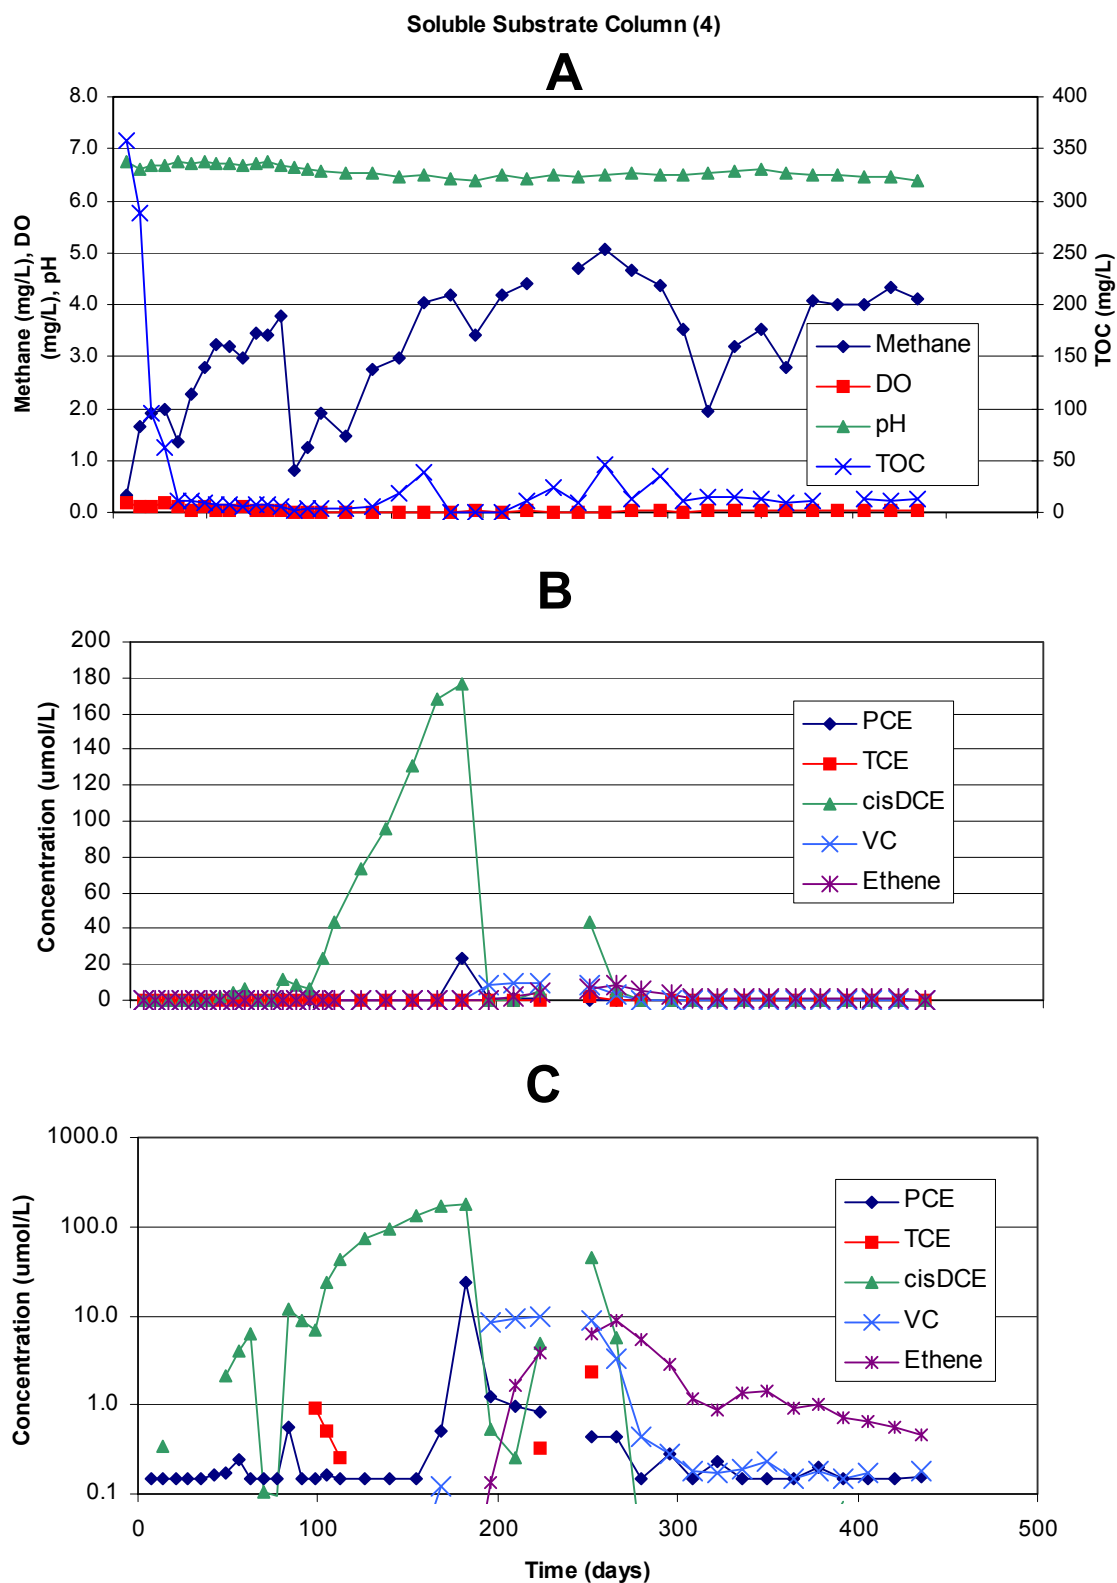 Soluble Substrate Column (4)
A
8.0
7.0
6.0
5.0
4.0
3.0
2.0
1.0
0.0
Methane (mg/L), DO
(mg/L), pH
400
350
300
250
200
150
100
50
0
TOC (mg/L)
Methane
DO
pH
TOC
B
200
180
160
140
120
100
80
60
40
20
0
Concentration (umol/L)
PCE
TCE
cisDCE
VC
Ethene
C
1000.0
100.0
10.0
1.0
0.1
Concentration (umol/L)
PCE
TCE
cisDCE
VC
Ethene
0 100 200 300 400 500
Time (days)